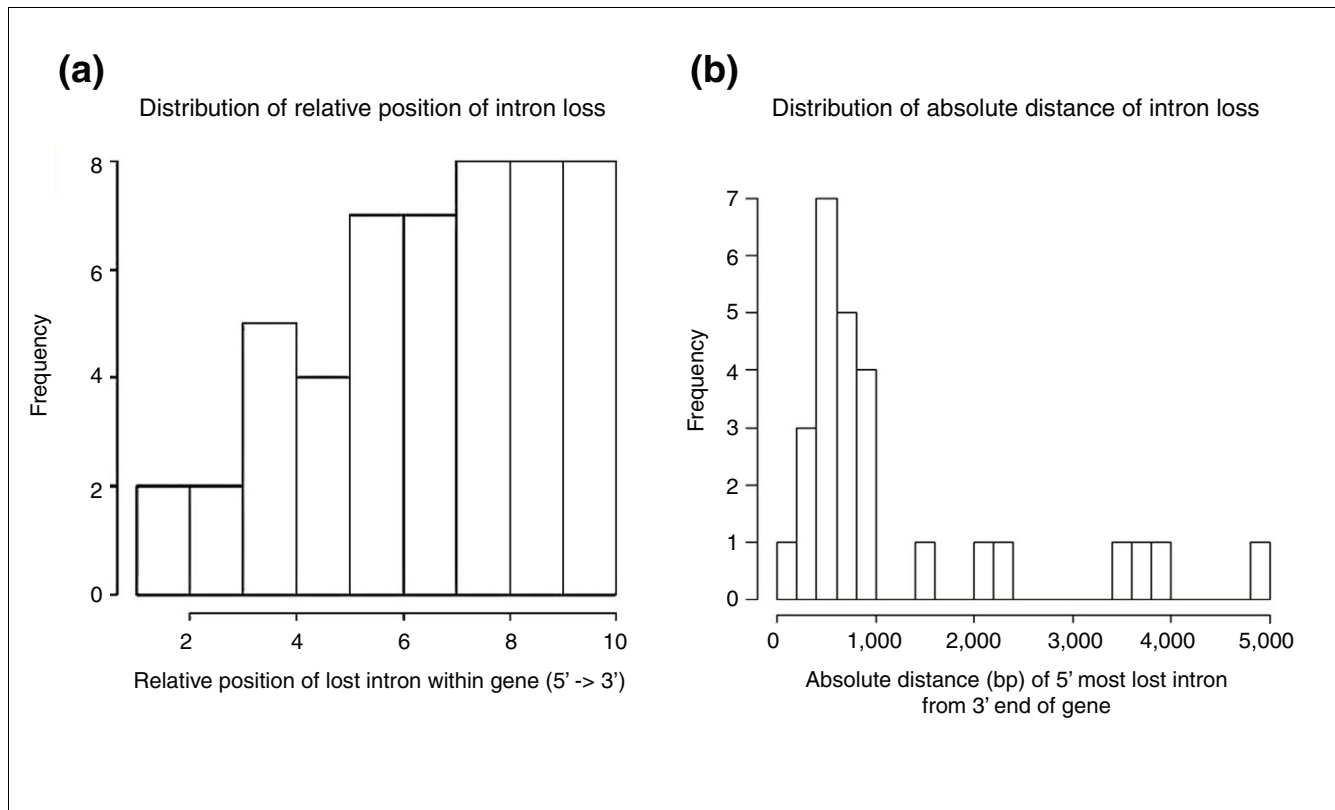 (a)
Distribution of relative position of intron loss
8
6
4
2
0
Frequency
2 4 6 8 10
Relative position of lost intron within gene (5’ -> 3’)
(b)
Distribution of absolute distance of intron loss
7
6
5
4
3
2
1
0
Frequency
0 1,000 2,000 3,000 4,000 5,000
Absolute distance (bp) of 5’ most lost intron
from 3’ end of gene